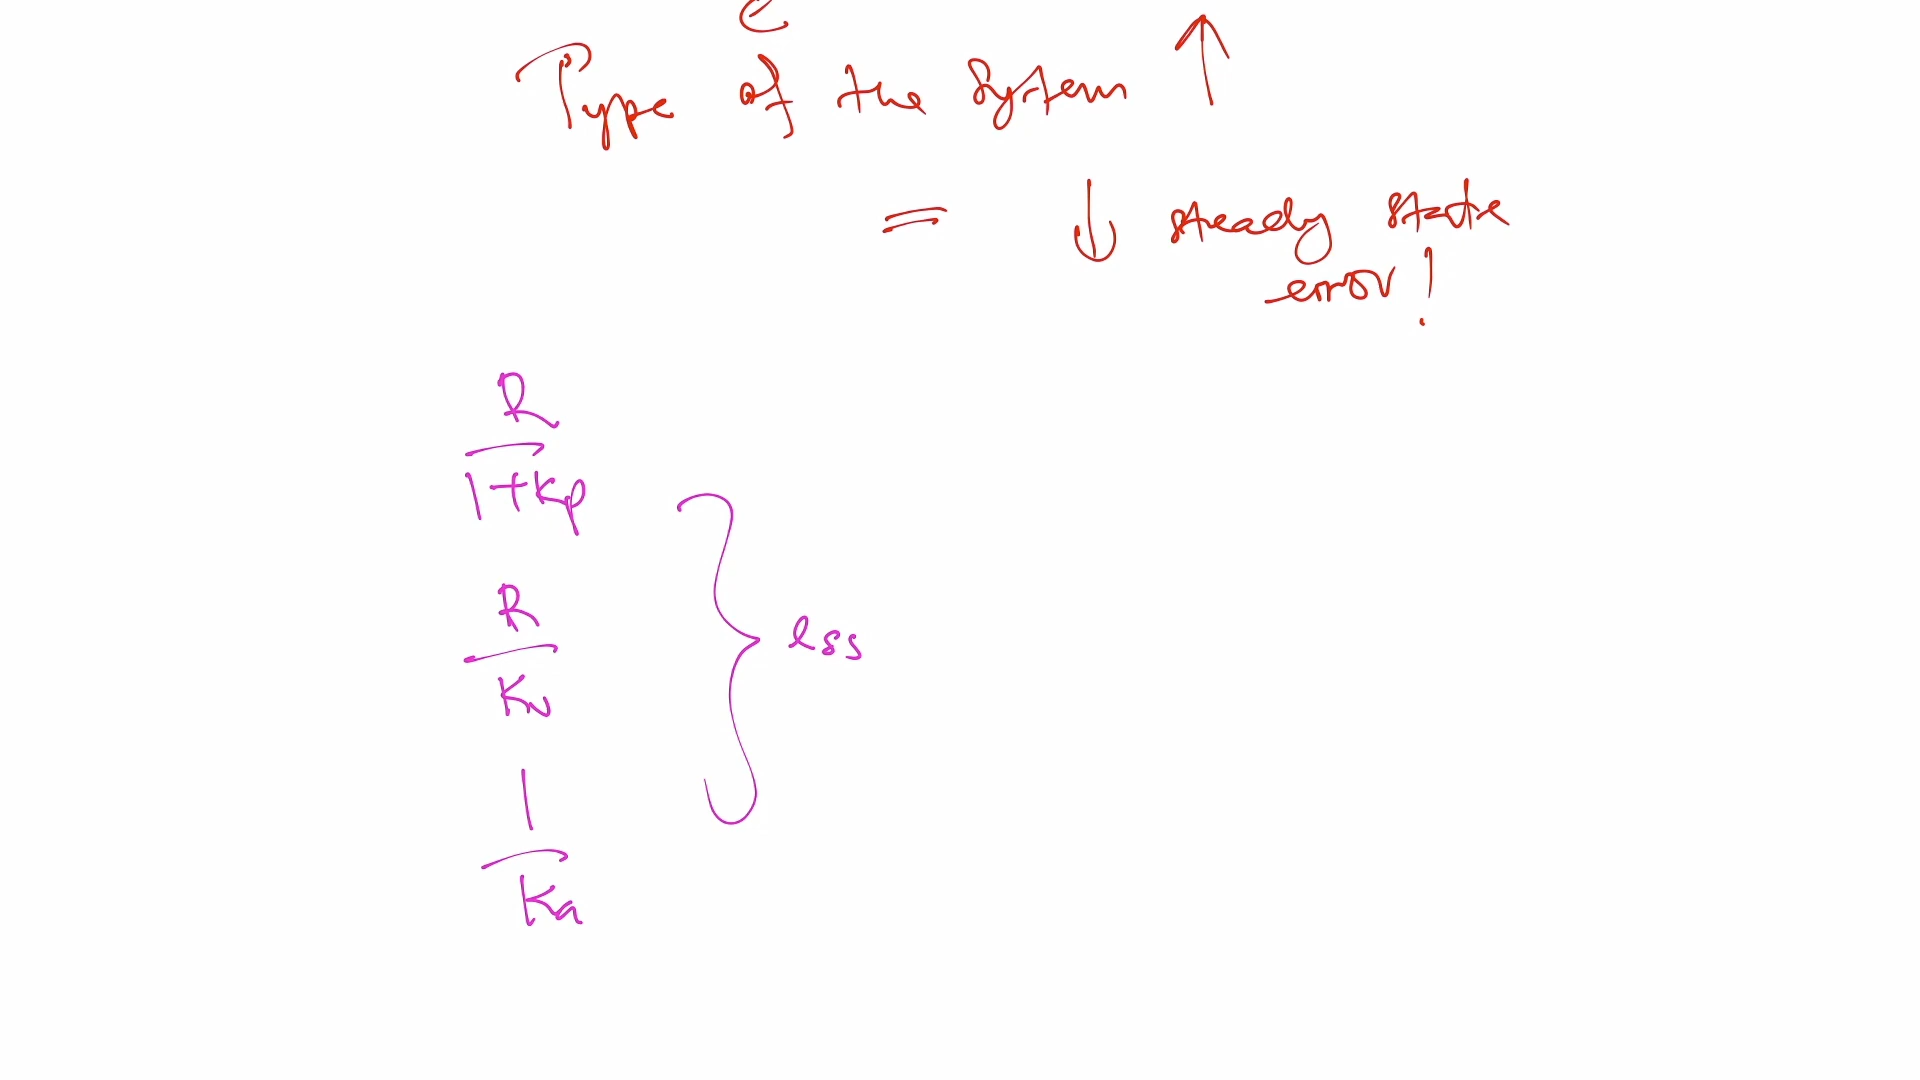 e
Type of the System ↑
= ↓ steady state
error!
R
1+Kp
R
Kv
ess
1
Ka